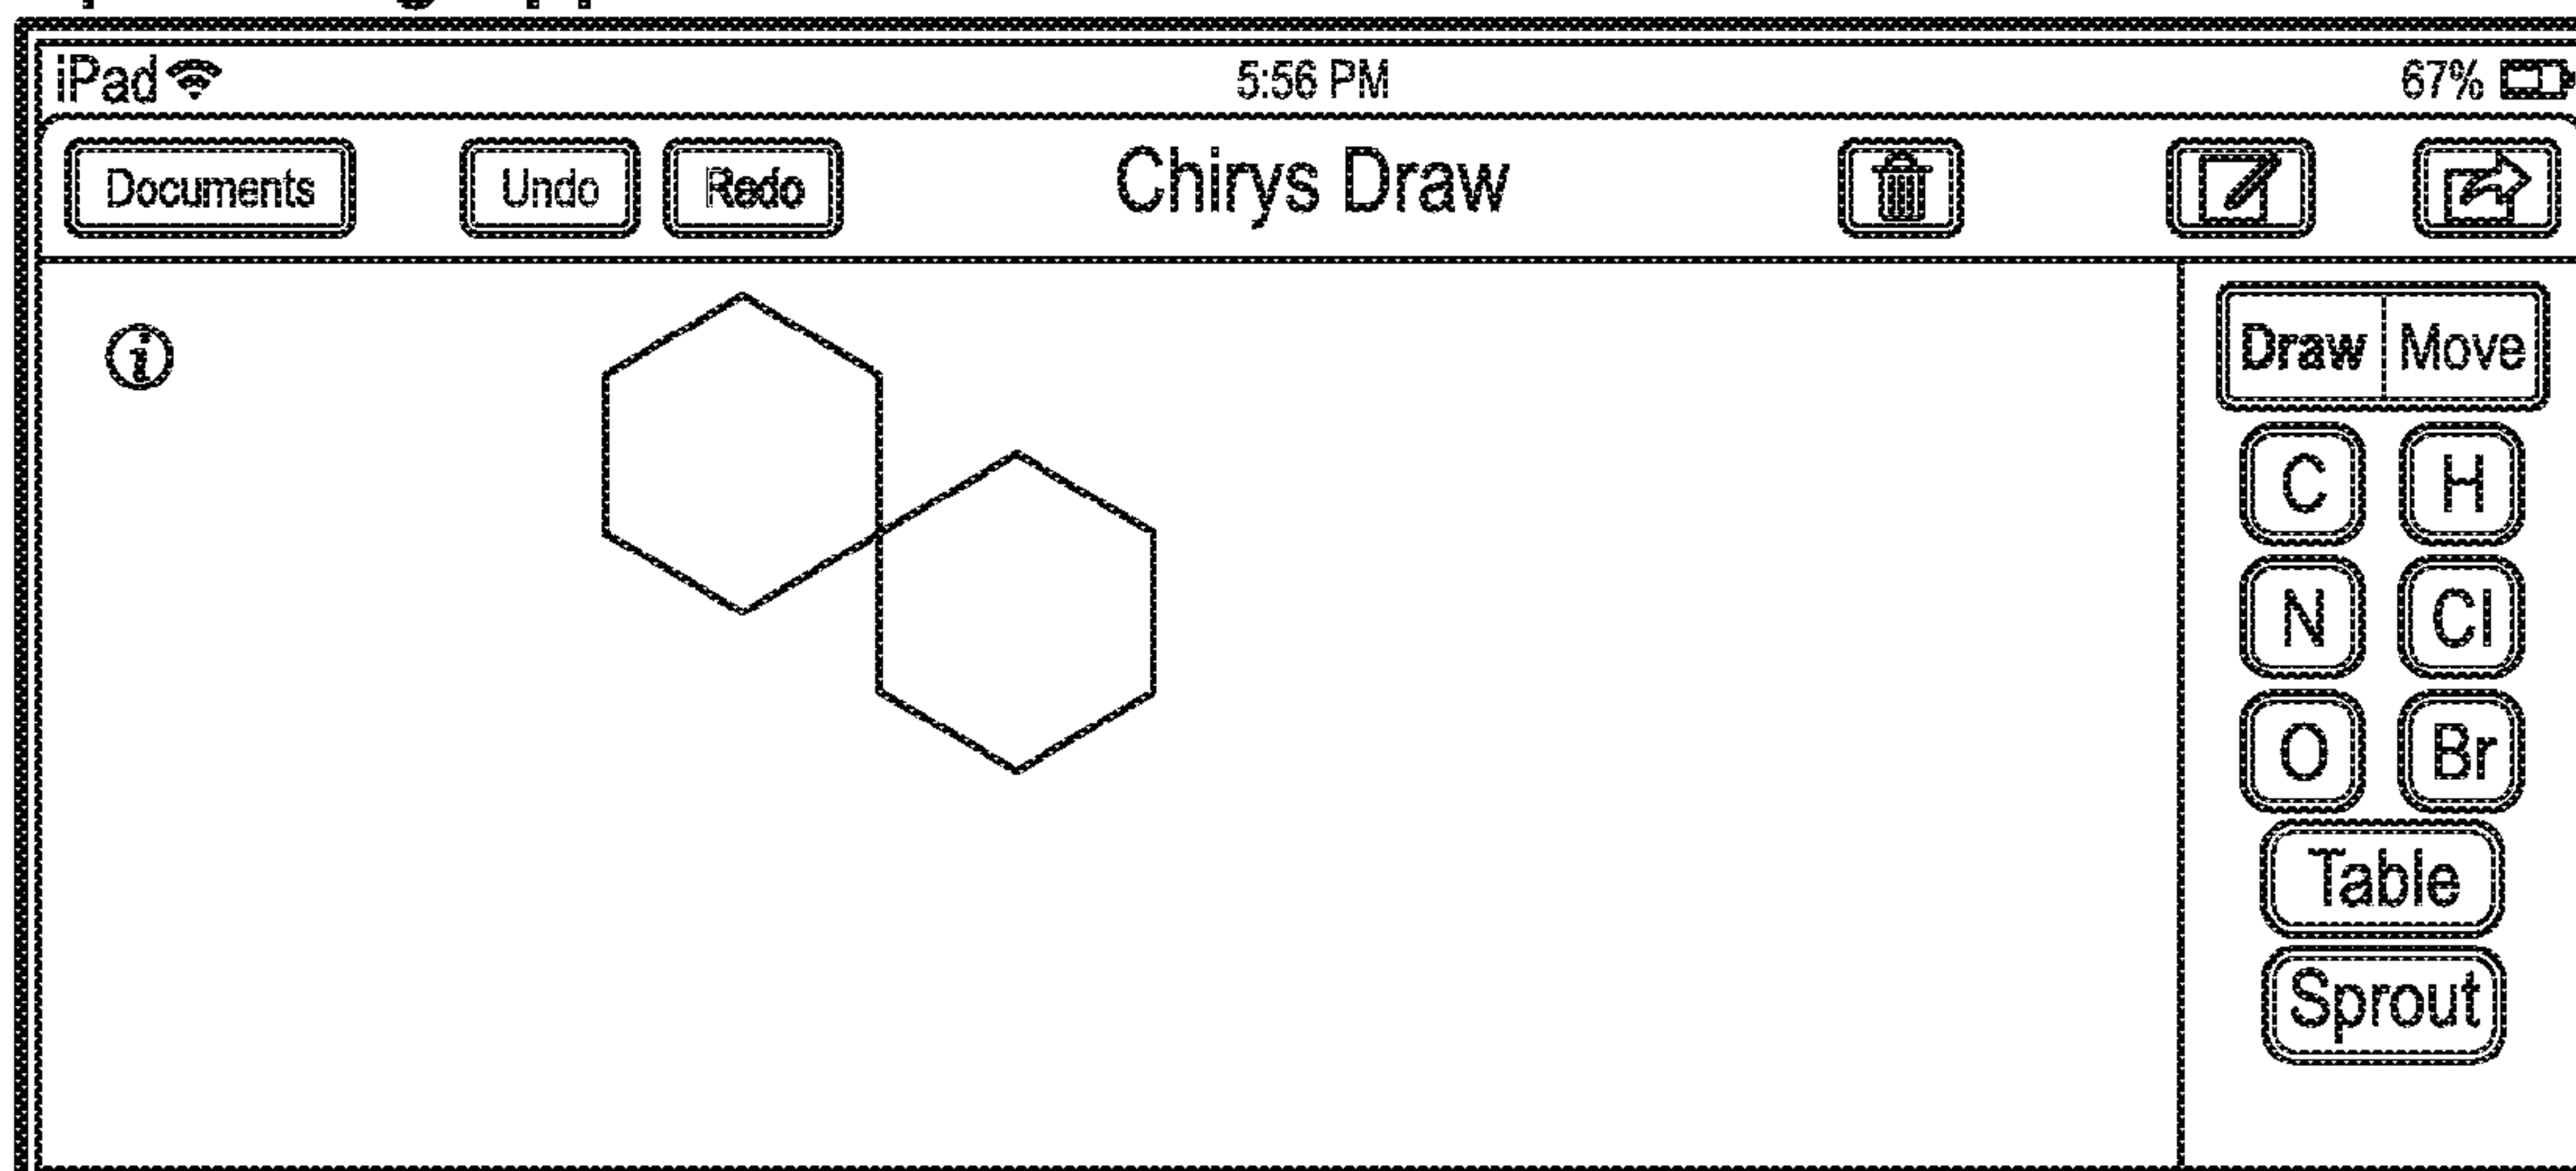 iPad 5:56 PM 67%
Documents Undo Redo Chirys Draw
i
Draw Move
C H
N Cl
O Br
Table
Sprout